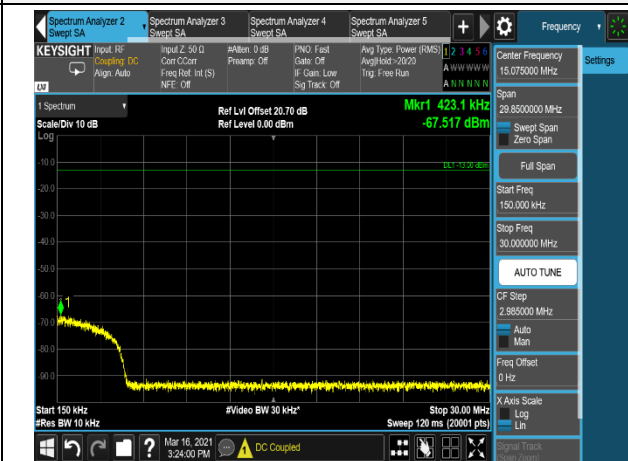 Spectrum Analyzer 2
Swept SA
Spectrum Analyzer 3
Swept SA
Spectrum Analyzer 4
Swept SA
Spectrum Analyzer 5
Swept SA
+
Frequency
KEYSIGHT
Input: RF
Coupling: DC
Align: Auto
Input Z: 50 Ω
Corr CCorr
Freq Ref: Int (S)
NFE: Off
#Atten: 0 dB
Preamp: Off
PNO: Fast
Gate: Off
IF Gain: Low
Sig Track: Off
Avg Type: Power (RMS)
Avg|Hold:>20/20
Trig: Free Run
1 2 3 4 5 6
A W W W W W
A N N N N N
LXI
1 Spectrum
Scale/Div 10 dB
Log
Ref Lvl Offset 20.70 dB
Ref Level 0.00 dBm
Mkr1 423.1 kHz
-67.517 dBm
DL1 -13.00 dBm
-10.0
-20.0
-30.0
-40.0
-50.0
-60.0
-70.0
-80.0
-90.0
1
Start 150 kHz
#Res BW 10 kHz
#Video BW 30 kHz*
Stop 30.00 MHz
Sweep 120 ms (20001 pts)
Center Frequency
15.075000 MHz
Settings
Span
29.8500000 MHz
Swept Span
Zero Span
Full Span
Start Freq
150.000 kHz
Stop Freq
30.000000 MHz
AUTO TUNE
CF Step
2.985000 MHz
Auto
Man
Freq Offset
0 Hz
X Axis Scale
Log
Lin
Signal Track
(Span Zoom)
?
Mar 16, 2021
3:24:00 PM
DC Coupled